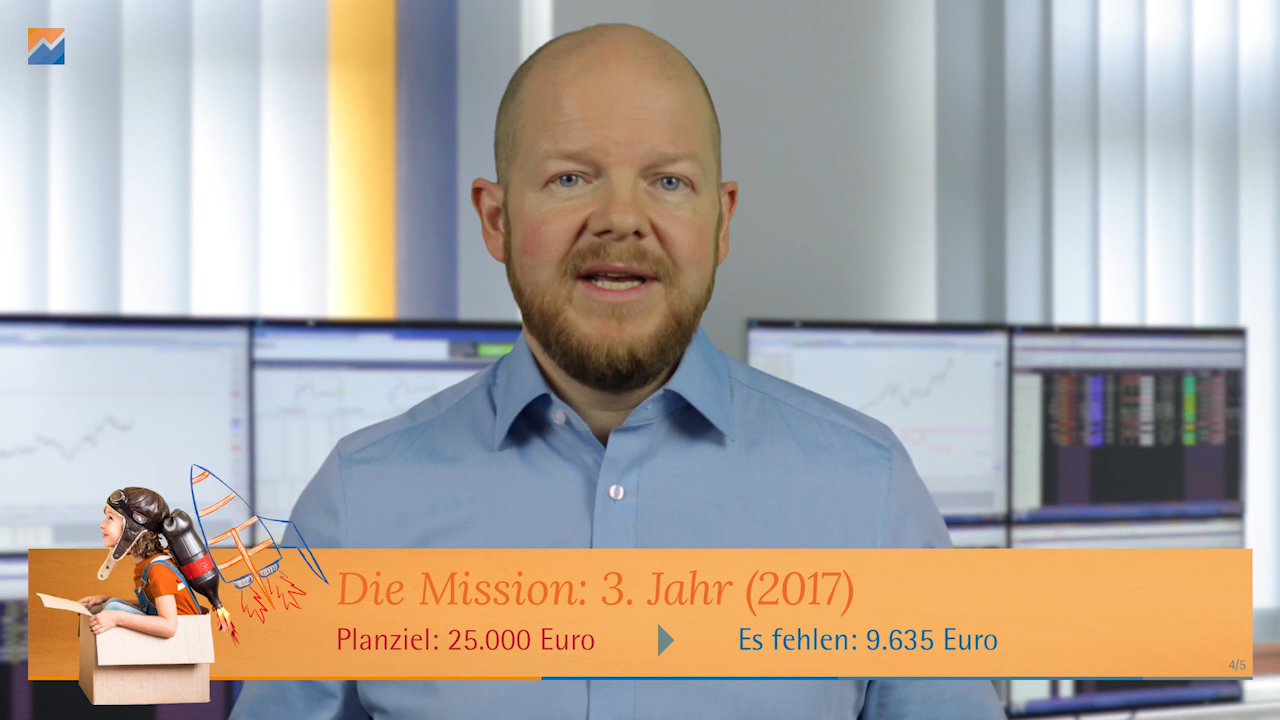 Die Mission: 3. Jahr (2017)
Planziel: 25.000 Euro
Es fehlen: 9.635 Euro
4/5